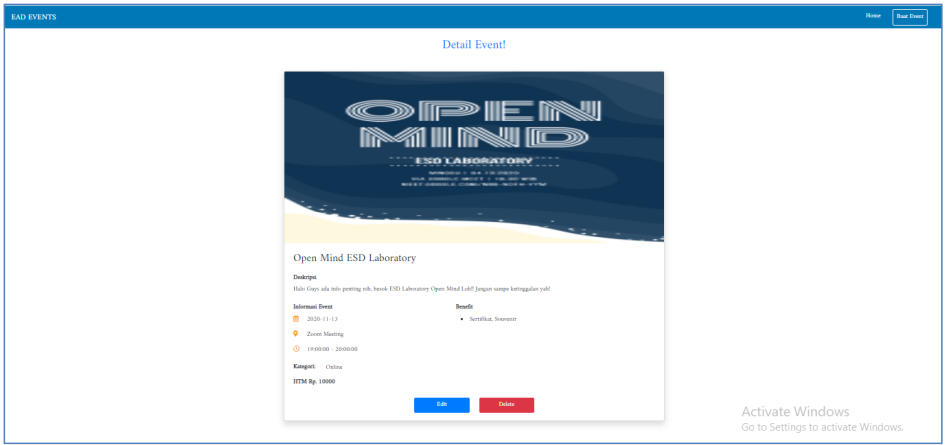 EAD EVENTS
Home
Buat Event
Detail Event!
OPEN
MIND
ESD LABORATORY
Open Mind ESD Laboratory
Deskripsi
Halo Guys ada info penting nih, besok ESD Laboratory Open Mind Loh!! Jangan sampe ketinggalan yah!
Informasi Event
Benefit
2020-11-13
Sertifikat, Souvenir
Zoom Meeting
19:00:00 - 20:00:00
Kategori: Online
HTM Rp. 10000
Edit
Delete
Activate Windows
Go to Settings to activate Windows.